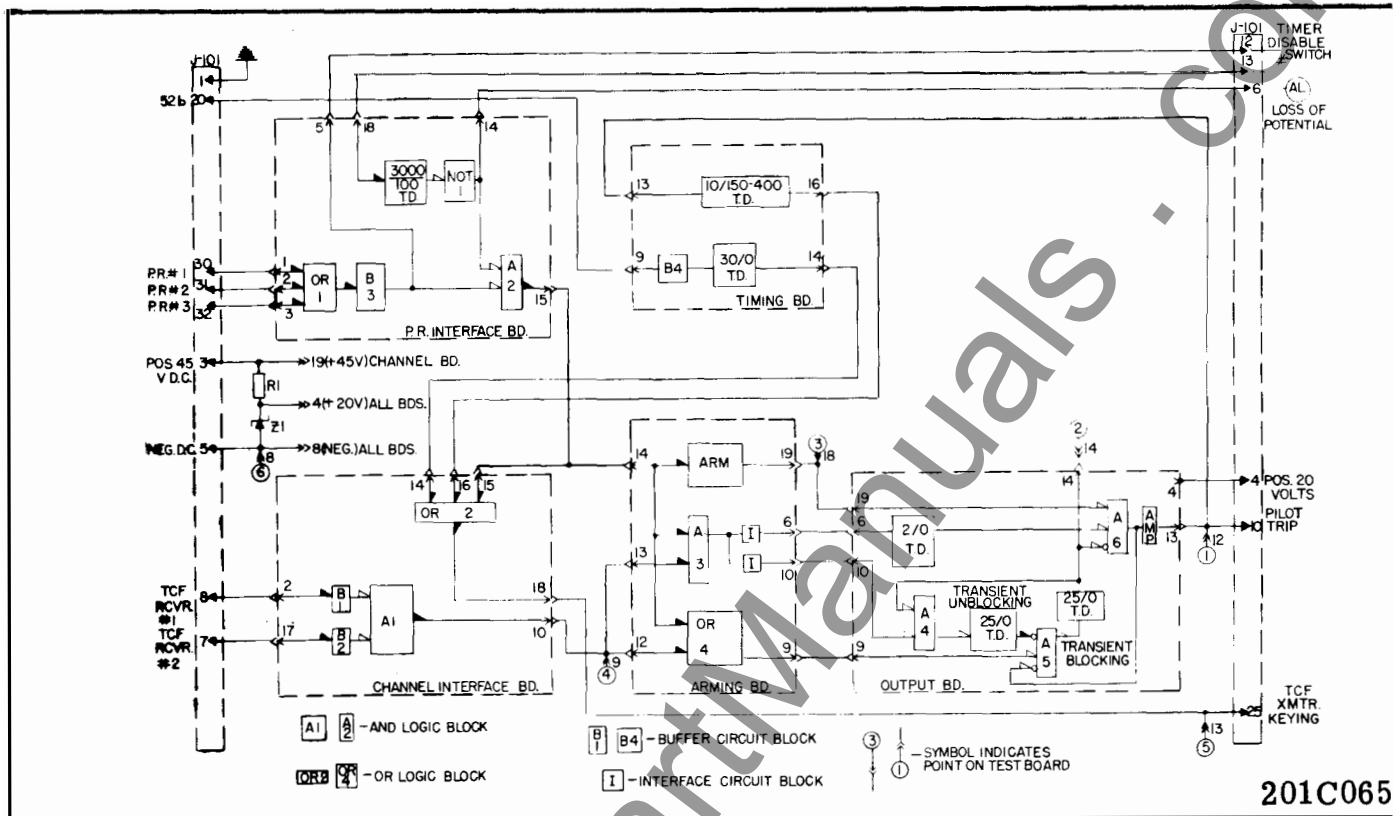 J-101
1
52b 20
5
18
14
3000
100
TD
NOT
1
P.R.#1 30
P.R#2 31
P.R#3 32
1
2
3
OR
1
B
3
A
2
15
P.R. INTERFACE BD.
13
10/150-400
T.D.
16
9
B4
30/0
T.D.
14
TIMING BD.
J-101
12
13
6
TIMER
DISABLE
SWITCH
AL
LOSS OF
POTENTIAL
POS 45 3
V D.C.
19(+45V)CHANNEL BD.
R1
4(+20V)ALL BDS.
Z1
NEG.D.C. 5
8(NEG.)ALL BDS.
8
6
14
16
15
OR 2
TCF
RCVR.
#1
8
2
B
1
A1
TCF
RCVR.
#2
7
17
B
2
18
10
CHANNEL INTERFACE BD.
14
ARM
19
13
A
3
I
6
I
10
12
OR
4
9
9
4
ARMING BD.
3
18
2
14
14
19
6
2/0
T.D.
10
A
6
AMP
13
4
TRANSIENT
UNBLOCKING
A
4
25/0
T.D.
A
5
25/0
T.D.
TRANSIENT
BLOCKING
9
OUTPUT BD.
4 POS. 20
VOLTS
10 PILOT
TRIP
12
1
TCF
XMTR.
KEYING
25
13
5
A1 A
2 -AND LOGIC BLOCK
OR
4 -OR LOGIC BLOCK
B
1 B4 -BUFFER CIRCUIT BLOCK
I -INTERFACE CIRCUIT BLOCK
3 1 -SYMBOL INDICATES
POINT ON TEST BOARD
201C065